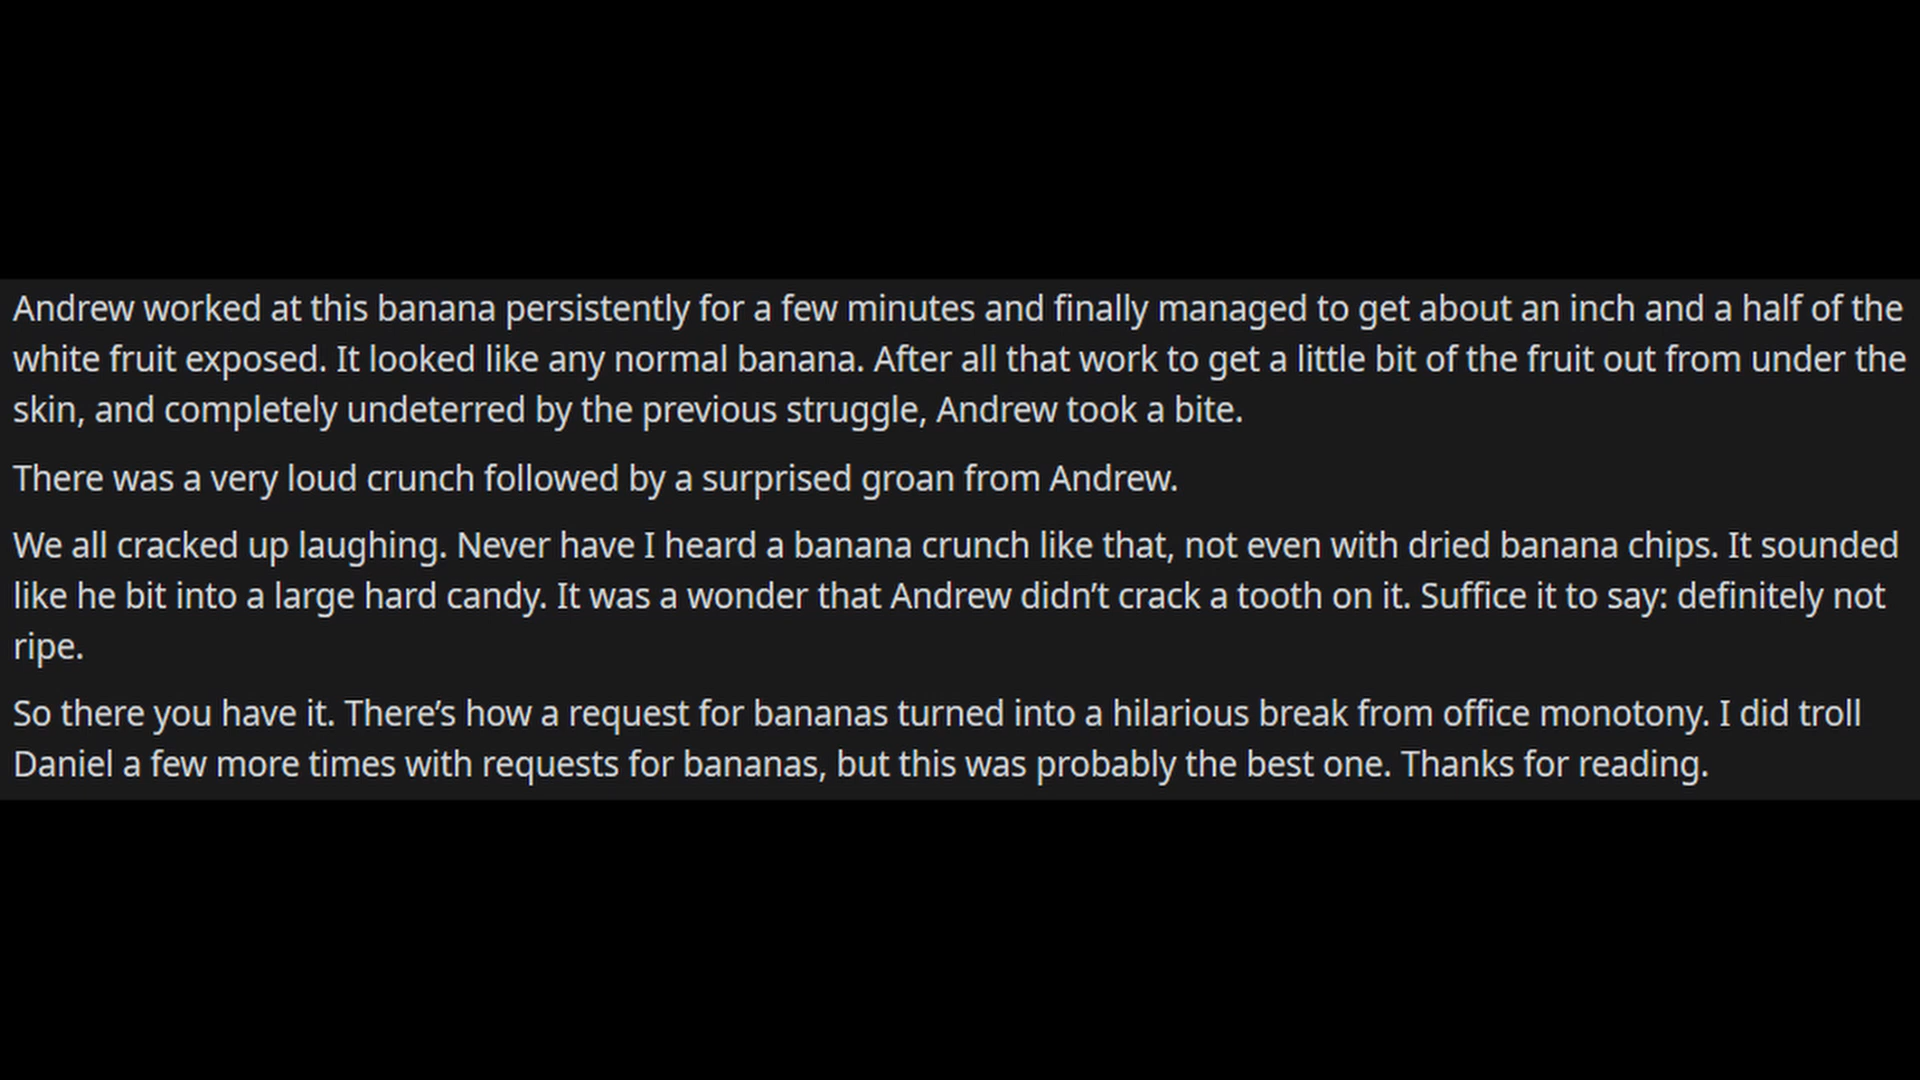 Andrew worked at this banana persistently for a few minutes and finally managed to get about an inch and a half of the
white fruit exposed. It looked like any normal banana. After all that work to get a little bit of the fruit out from under the
skin, and completely undeterred by the previous struggle, Andrew took a bite.
There was a very loud crunch followed by a surprised groan from Andrew.
We all cracked up laughing. Never have I heard a banana crunch like that, not even with dried banana chips. It sounded
like he bit into a large hard candy. It was a wonder that Andrew didn’t crack a tooth on it. Suffice it to say: definitely not
ripe.
So there you have it. There’s how a request for bananas turned into a hilarious break from office monotony. I did troll
Daniel a few more times with requests for bananas, but this was probably the best one. Thanks for reading.